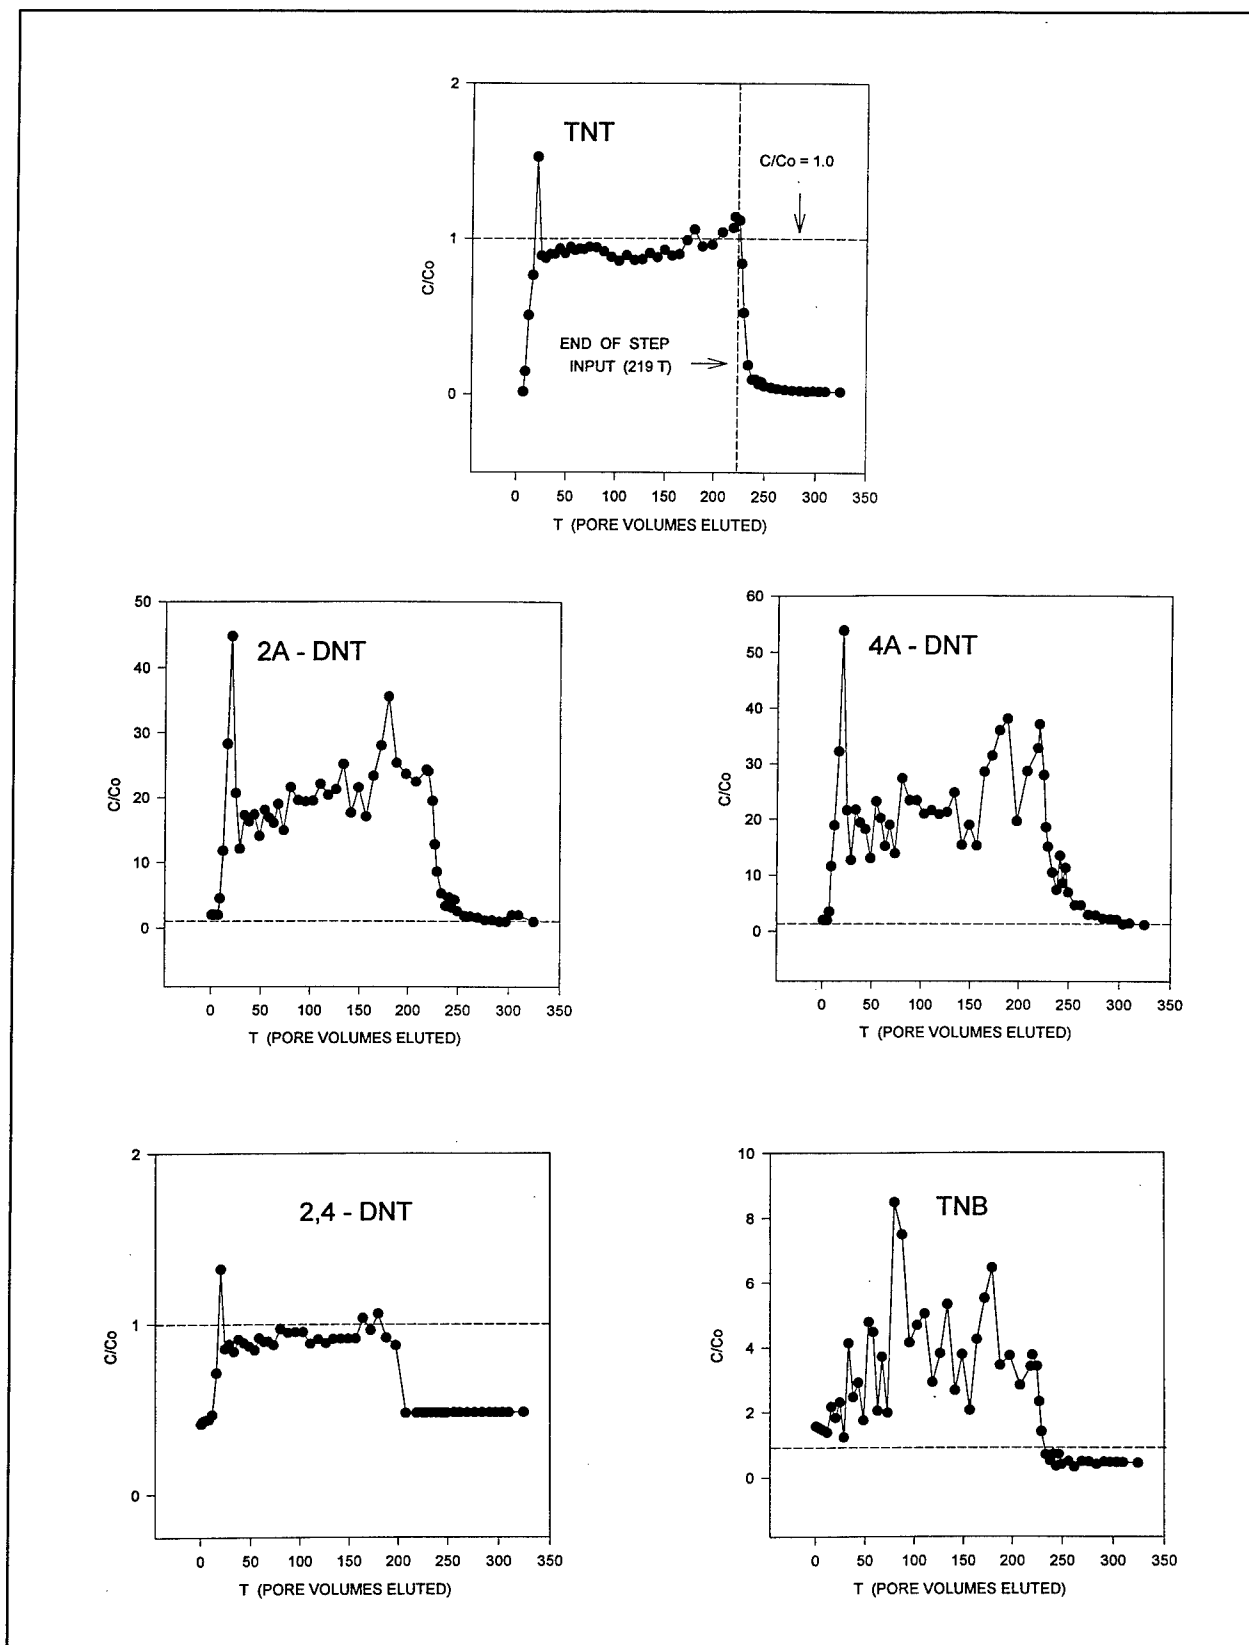 2
TNT
C/Co = 1.0
1
C/Co
END OF STEP
INPUT (219 T)
0
0 50 100 150 200 250 300 350
T (PORE VOLUMES ELUTED)
50
2A - DNT
40
30
C/Co
20
10
0
0 50 100 150 200 250 300 350
T (PORE VOLUMES ELUTED)
60
50
4A - DNT
40
30
C/Co
20
10
0
0 50 100 150 200 250 300 350
T (PORE VOLUMES ELUTED)
2
2,4 - DNT
1
C/Co
0
0 50 100 150 200 250 300 350
T (PORE VOLUMES ELUTED)
10
TNB
8
6
C/Co
4
2
0
0 50 100 150 200 250 300 350
T (PORE VOLUMES ELUTED)